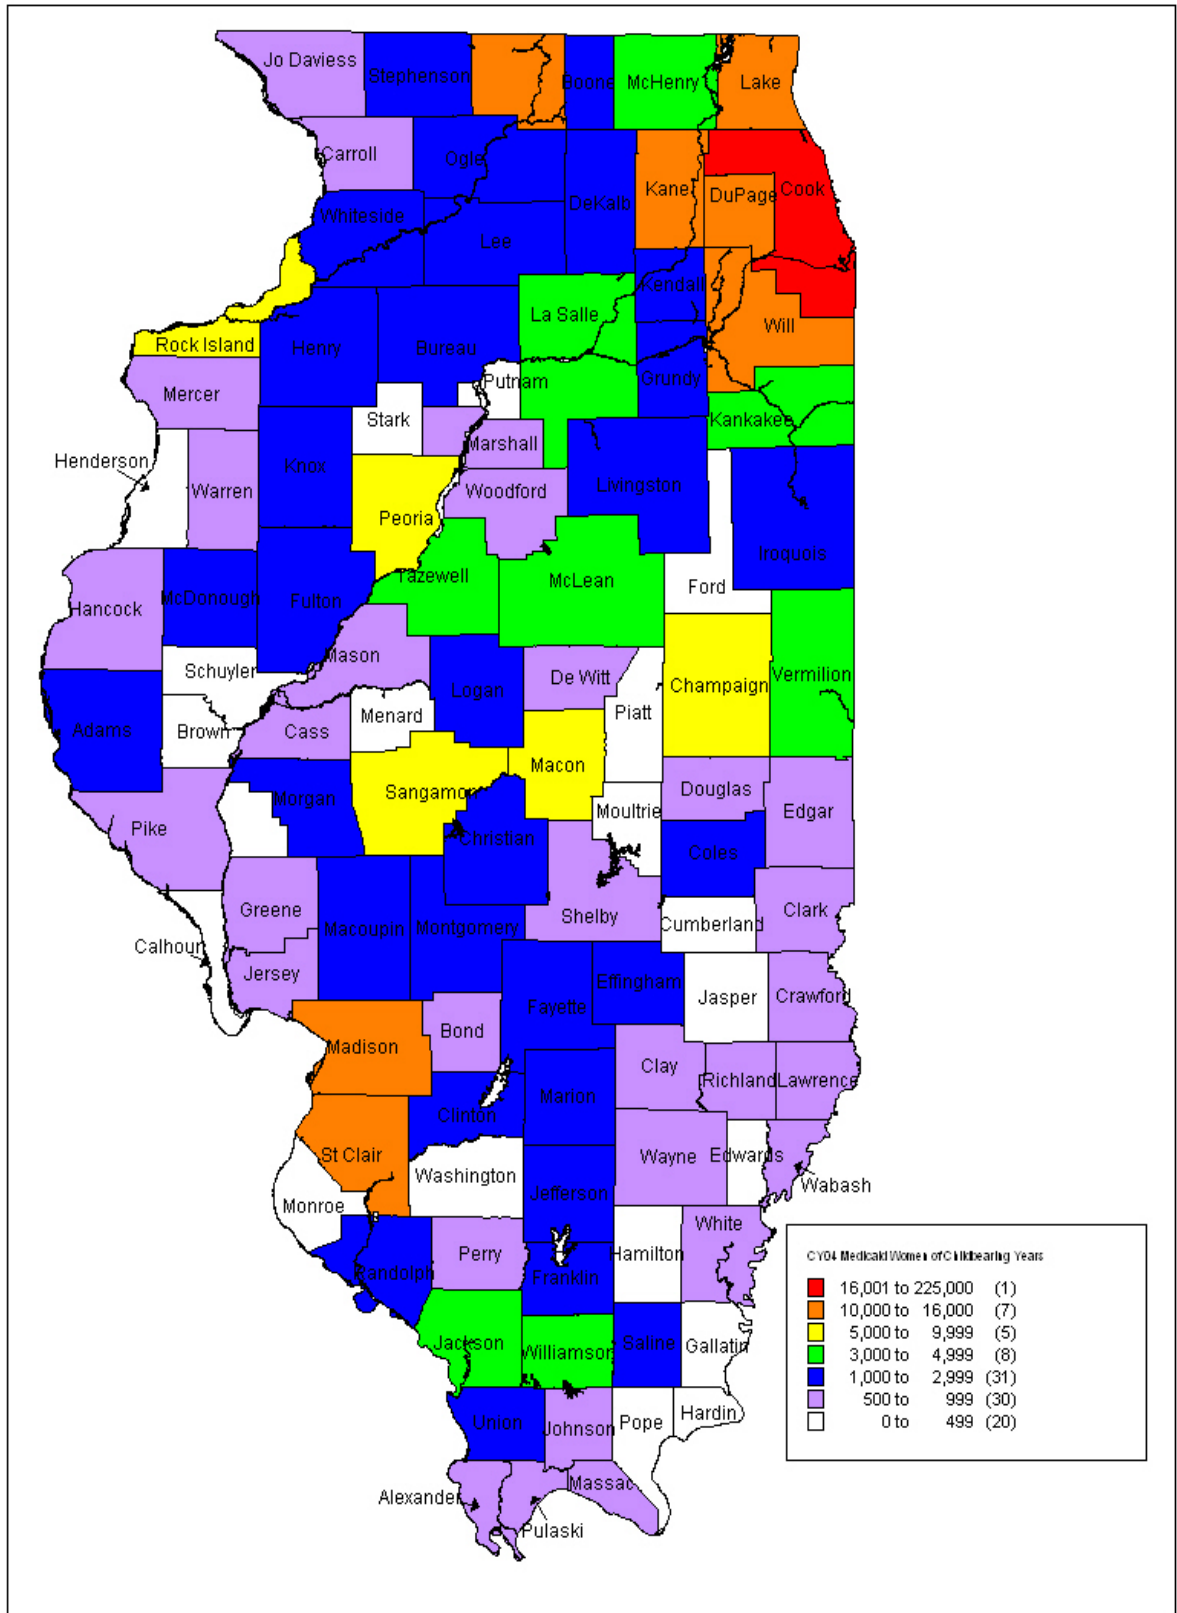 Jo Daviess
Stephenson
Boone
McHenry
Lake
Carroll
Ogle
DeKalb
Kane
DuPage
Cook
Whiteside
Lee
Kendall
La Salle
Will
Rock Island
Henry
Bureau
Grundy
Putnam
Mercer
Stark
Kankakee
Marshall
Henderson
Knox
Warren
Woodford
Livingston
Peoria
Iroquois
Tazewell
McLean
Ford
Hancock
McDonough
Fulton
Mason
Schuyler
De Witt
Champaign
Vermilion
Logan
Piatt
Menard
Adams
Brown
Cass
Macon
Sangamon
Douglas
Morgan
Moultrie
Edgar
Pike
Christian
Coles
Greene
Shelby
Clark
Macoupin
Montgomery
Cumberland
Calhoun
Jersey
Effingham
Jasper
Crawford
Fayette
Bond
Madison
Clay
Richland
Lawrence
Marion
Clinton
St Clair
Wayne
Edwards
Washington
Wabash
Jefferson
Monroe
White
Perry
Hamilton
Randolph
Franklin
Jackson
Williamson
Saline
Gallatin
Union
Johnson
Pope
Hardin
Massac
Alexander
Pulaski
CY04 Medicaid Women of Childbearing Years
16,001 to 225,000 (1)
10,000 to 16,000 (7)
5,000 to 9,999 (5)
3,000 to 4,999 (8)
1,000 to 2,999 (31)
500 to 999 (30)
0 to 499 (20)